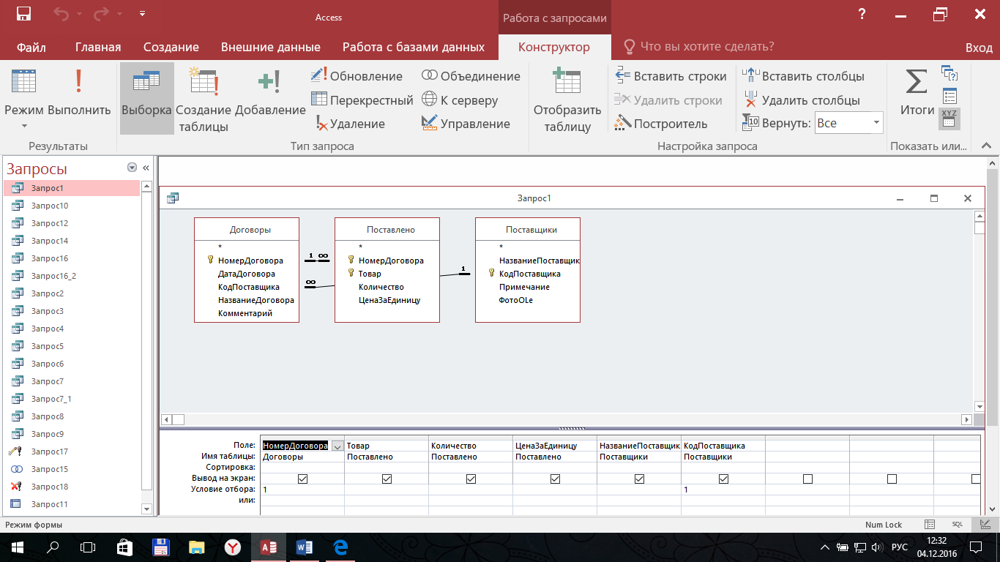 Access
Работа с запросами
?
Файл
Главная
Создание
Внешние данные
Работа с базами данных
Конструктор
Что вы хотите сделать?
Вход
Режим
Выполнить
Результаты
Выборка
Создание таблицы
Добавление
Обновление
Перекрестный
Удаление
Объединение
К серверу
Управление
Тип запроса
Отобразить таблицу
Вставить строки
Удалить строки
Построитель
Вставить столбцы
Удалить столбцы
Вернуть: Все
Настройка запроса
Итоги
XYZ
Показать или...
Запросы
Запрос1
Запрос10
Запрос12
Запрос14
Запрос16
Запрос16_2
Запрос2
Запрос3
Запрос4
Запрос5
Запрос6
Запрос7
Запрос7_1
Запрос8
Запрос9
Запрос17
Запрос15
Запрос18
Запрос11
Запрос1
Договоры
*
НомерДоговора
ДатаДоговора
КодПоставщика
НазваниеДоговора
Комментарий
1 ∞
∞
Поставлено
*
НомерДоговора
Товар
Количество
ЦенаЗаЕдиницу
1
Поставщики
*
НазваниеПоставщик
КодПоставщика
Примечание
ФотоOLe
Поле: НомерДоговора Товар Количество ЦенаЗаЕдиницу НазваниеПоставщик КодПоставщика
Имя таблицы: Договоры Поставлено Поставлено Поставлено Поставщики Поставщики
Сортировка:
Вывод на экран:
Условие отбора: 1 1
или:
Режим формы
Num Lock
SQL
РУС
12:32
04.12.2016